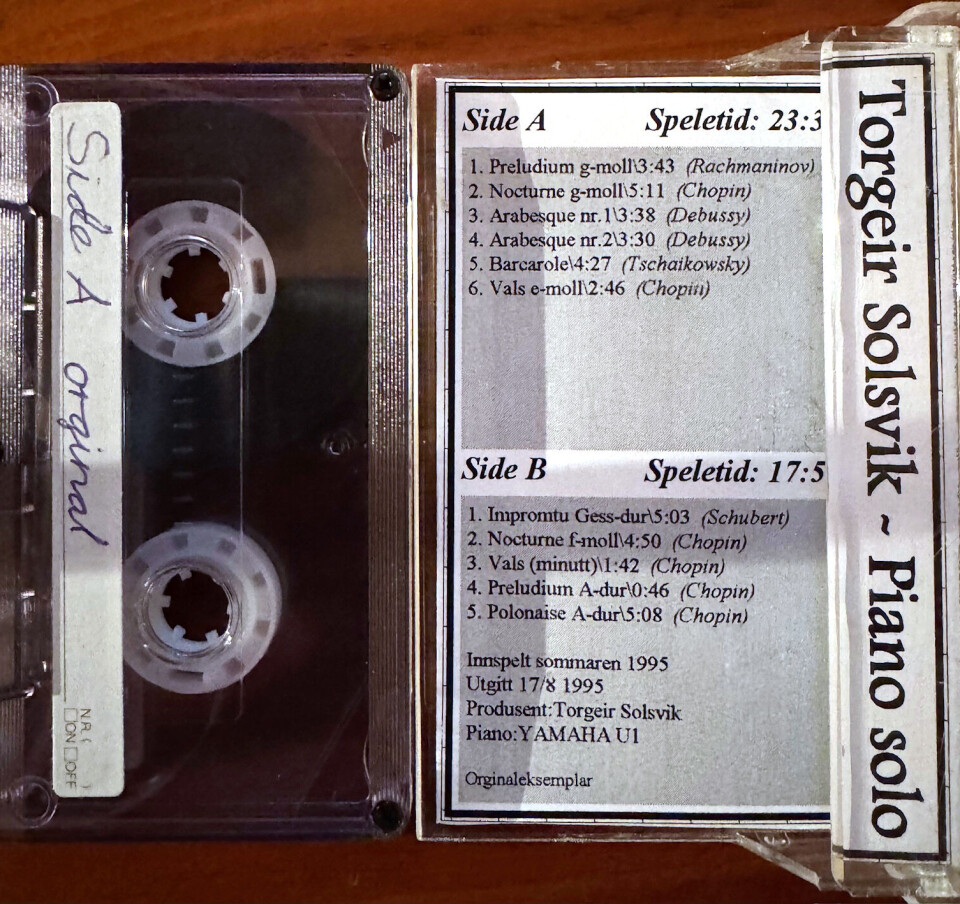 Side A orginal
N.R.
ON OFF
Side A Speletid: 23:3
1. Preludium g-moll\3:43 (Rachmaninov)
2. Nocturne g-moll\5:11 (Chopin)
3. Arabesque nr.1\3:38 (Debussy)
4. Arabesque nr.2\3:30 (Debussy)
5. Barcarole\4:27 (Tschaikowsky)
6. Vals e-moll\2:46 (Chopin)
Side B Speletid: 17:5
1. Impromtu Gess-dur\5:03 (Schubert)
2. Nocturne f-moll\4:50 (Chopin)
3. Vals (minutt)\1:42 (Chopin)
4. Preludium A-dur\0:46 (Chopin)
5. Polonaise A-dur\5:08 (Chopin)
Innspelt sommaren 1995
Utgitt 17/8 1995
Produsent:Torgeir Solsvik
Piano:YAMAHA U1
Orginaleksemplar
Torgeir Solsvik ~ Piano solo